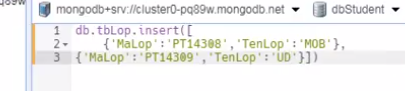 mongodb+srv://cluster0-pq89w.mongodb.net dbStudent
1 db.tbLop.insert([
2 {'MaLop':'PT14308','TenLop':'MOB'},
3 {'MaLop':'PT14309','TenLop':'UD'}])